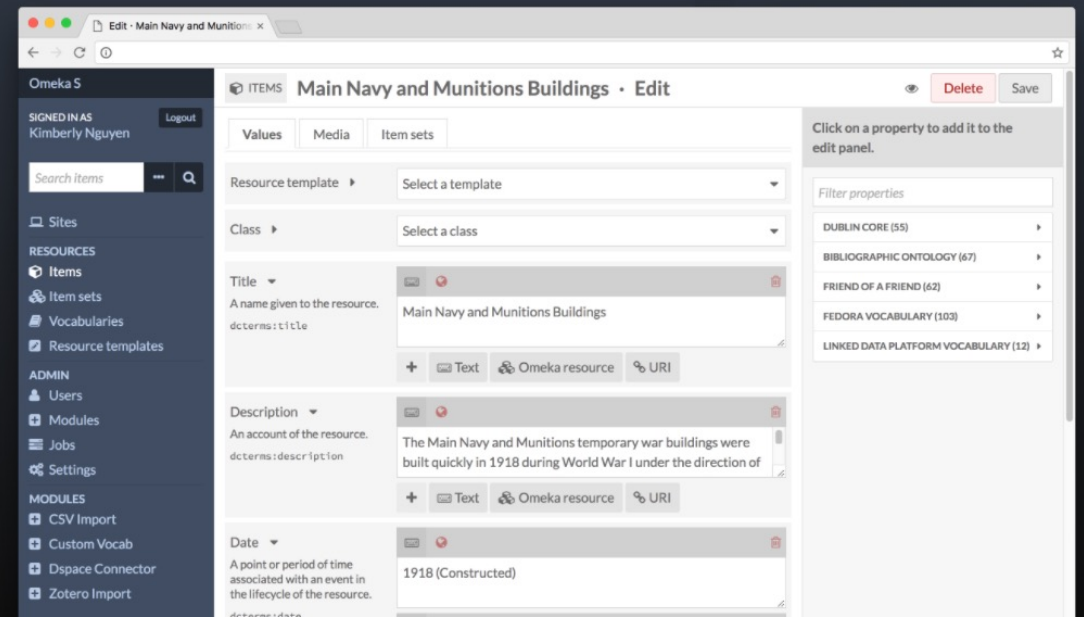 Edit · Main Navy and Munitions
Omeka S
SIGNED IN AS
Kimberly Nguyen
Logout
Search items
Sites
RESOURCES
Items
Item sets
Vocabularies
Resource templates
ADMIN
Users
Modules
Jobs
Settings
MODULES
CSV Import
Custom Vocab
Dspace Connector
Zotero Import
ITEMS Main Navy and Munitions Buildings · Edit
Delete Save
Values Media Item sets
Resource template
Select a template
Class
Select a class
Title
A name given to the resource.
dcterms:title
Main Navy and Munitions Buildings
+ Text Omeka resource URI
Description
An account of the resource.
dcterms:description
The Main Navy and Munitions temporary war buildings were
built quickly in 1918 during World War I under the direction of
+ Text Omeka resource URI
Date
A point or period of time
associated with an event in
the lifecycle of the resource.
dcterms:date
1918 (Constructed)
Click on a property to add it to the
edit panel.
Filter properties
DUBLIN CORE (55)
BIBLIOGRAPHIC ONTOLOGY (67)
FRIEND OF A FRIEND (62)
FEDORA VOCABULARY (103)
LINKED DATA PLATFORM VOCABULARY (12)